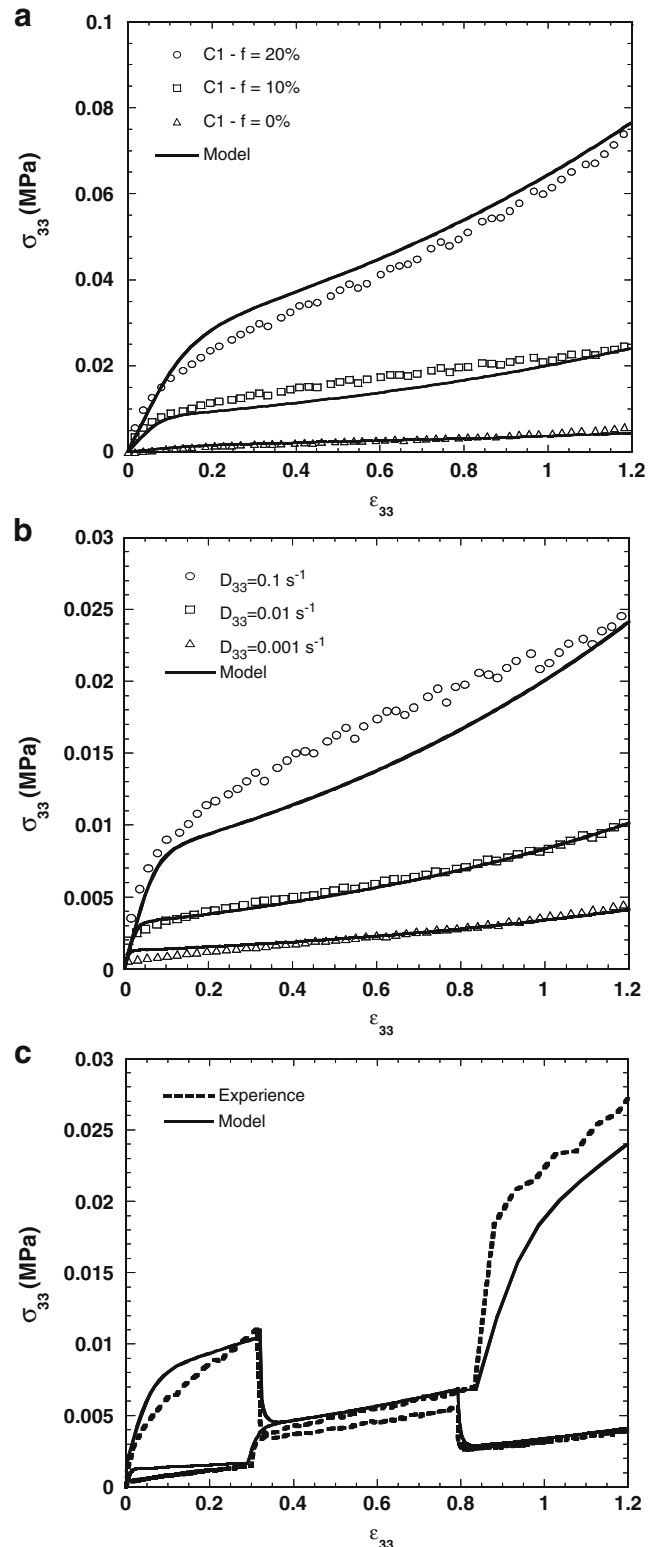 a
0.1
0.08
0.06
0.04
0.02
0
σ33 (MPa)
C1 - f = 20%
C1 - f = 10%
C1 - f = 0%
Model
0 0.2 0.4 0.6 0.8 1 1.2
ε33
b
0.03
0.025
0.02
0.015
0.01
0.005
0
σ33 (MPa)
D33=0.1 s-1
D33=0.01 s-1
D33=0.001 s-1
Model
0 0.2 0.4 0.6 0.8 1 1.2
ε33
c
0.03
0.025
0.02
0.015
0.01
0.005
0
σ33 (MPa)
Experience
Model
0 0.2 0.4 0.6 0.8 1 1.2
ε33